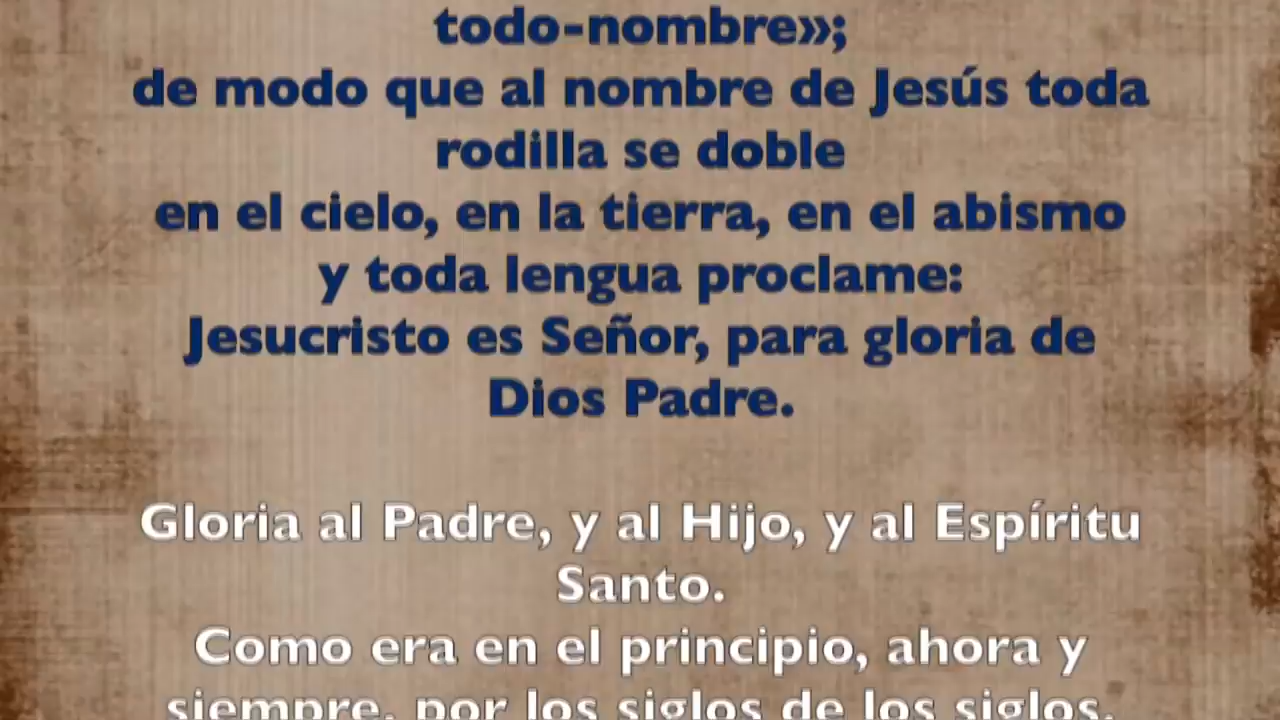 todo-nombre»;
de modo que al nombre de Jesús toda
rodilla se doble
en el cielo, en la tierra, en el abismo
y toda lengua proclame:
Jesucristo es Señor, para gloria de
Dios Padre.
Gloria al Padre, y al Hijo, y al Espíritu
Santo.
Como era en el principio, ahora y
siempre, por los siglos de los siglos.